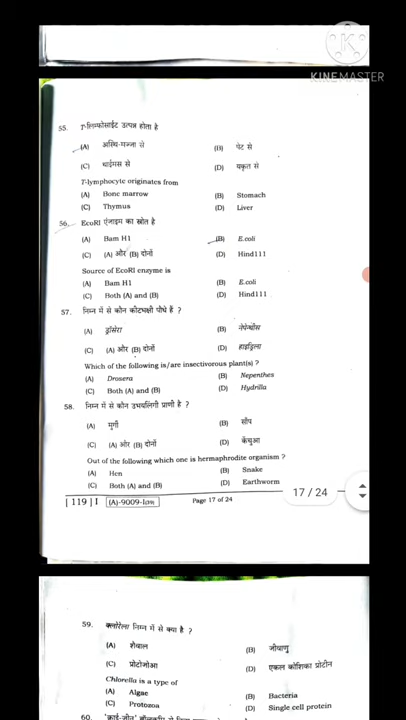 KINEMASTER
55. T-लिम्फोसाईट उत्पन्न होता है
(A) अस्थि-मज्जा से (B) पेट से
(C) थाईमस से (D) यकृत से
T-lymphocyte originates from
(A) Bone marrow (B) Stomach
(C) Thymus (D) Liver
56. EcoRI एंजाइम का स्रोत है
(A) Bam H1 (B) E.coli
(C) (A) और (B) दोनों (D) Hind111
Source of EcoRI enzyme is
(A) Bam H1 (B) E.coli
(C) Both (A) and (B) (D) Hind111
57. निम्न में से कौन कीटभक्षी पौधे हैं ?
(A) ड्रॉसेरा (B) नेपेन्थीस
(C) (A) और (B) दोनों (D) हाइड्रिला
Which of the following is/are insectivorous plant(s) ?
(A) Drosera (B) Nepenthes
(C) Both (A) and (B) (D) Hydrilla
58. निम्न में से कौन उभयलिंगी प्राणी है ?
(A) मुर्गी (B) साँप
(C) (A) और (B) दोनों (D) केंचुआ
Out of the following which one is hermaphrodite organism ?
(A) Hen (B) Snake
(C) Both (A) and (B) (D) Earthworm
| 119 | I (A)-9009-Ion Page 17 of 24
17 / 24
59. क्लोरेला निम्न में से क्या है ?
(A) शैवाल (B) जीवाणु
(C) प्रोटोजोआ (D) एकल कोशिका प्रोटीन
Chlorella is a type of
(A) Algae (B) Bacteria
(C) Protozoa (D) Single cell protein
60.